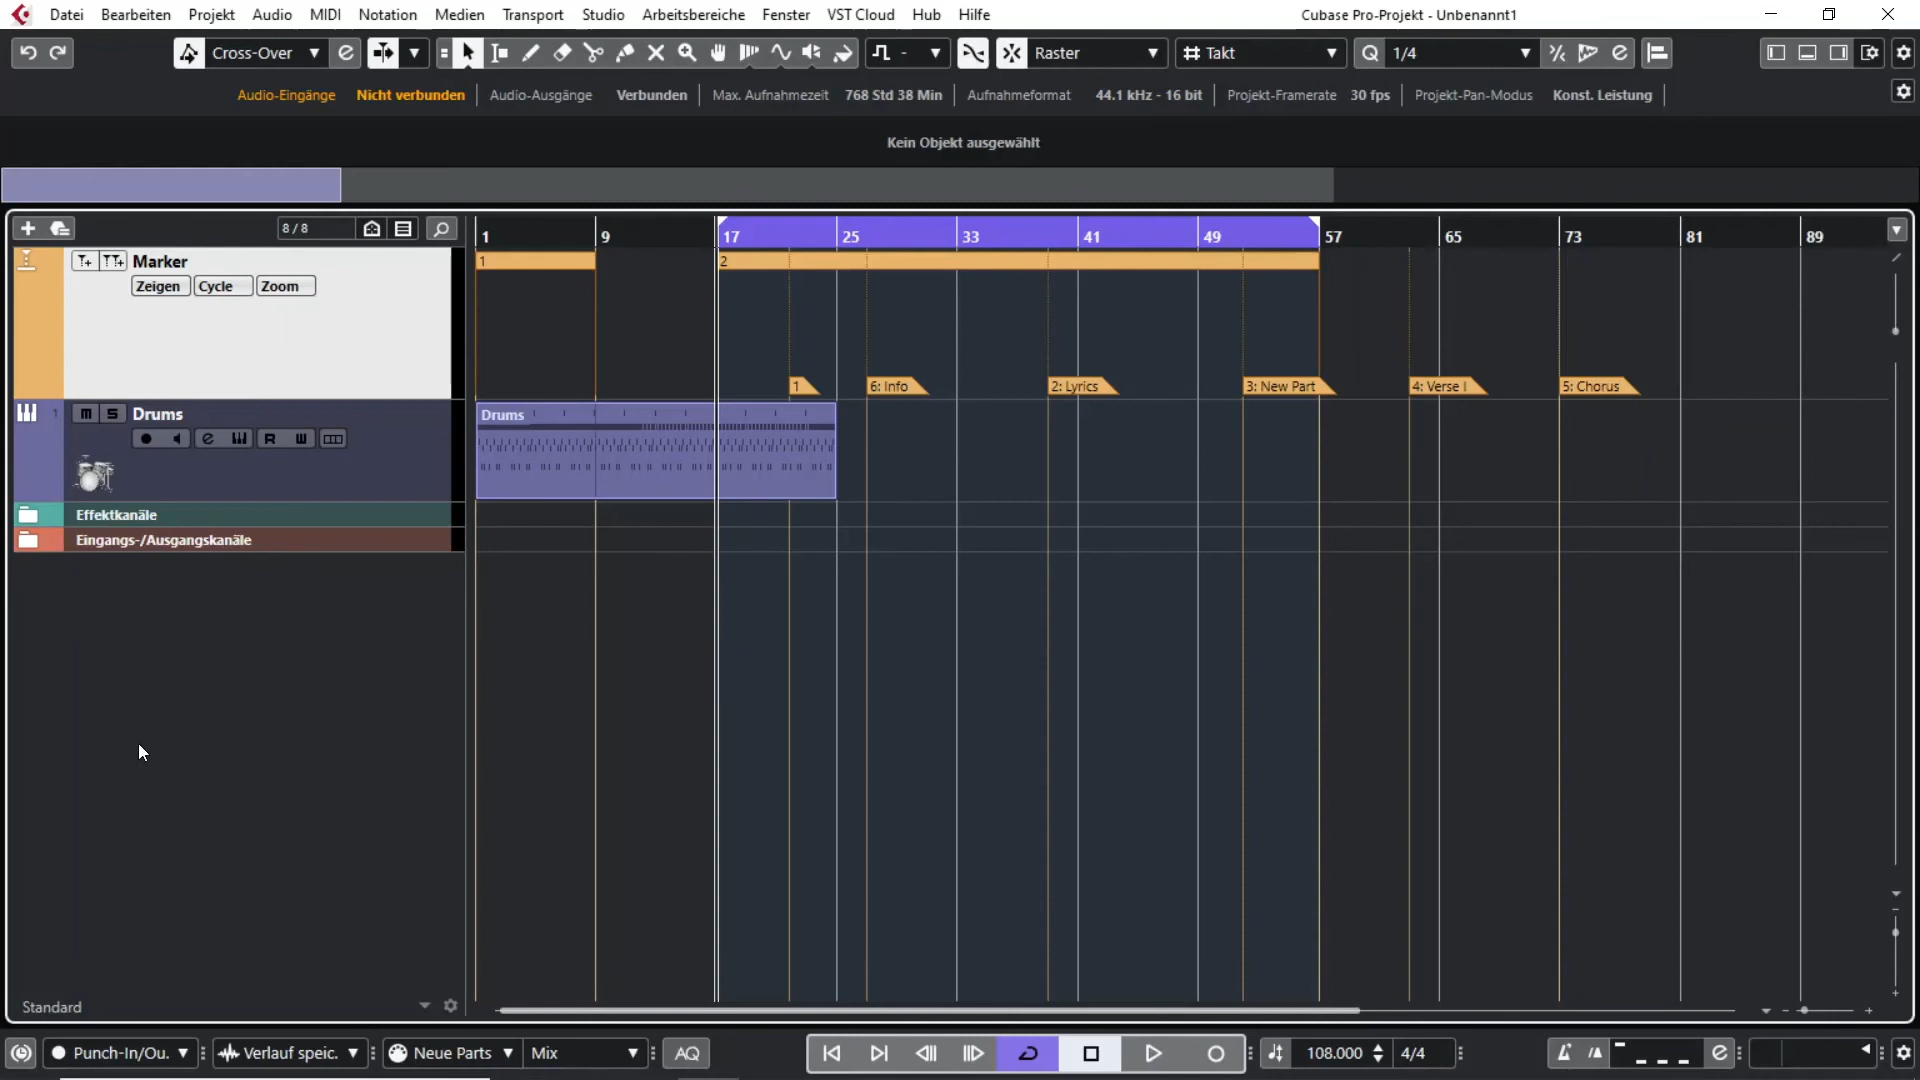 Datei Bearbeiten Projekt Audio MIDI Notation Medien Transport Studio Arbeitsbereiche Fenster VST Cloud Hub Hilfe Cubase Pro-Projekt - Unbenannt1
Cross-Over Raster Takt Q 1/4
Audio-Eingänge Nicht verbunden Audio-Ausgänge Verbunden Max. Aufnahmezeit 768 Std 38 Min Aufnahmeformat 44.1 kHz - 16 bit Projekt-Framerate 30 fps Projekt-Pan-Modus Konst. Leistung
Kein Objekt ausgewählt
8/8 1 9 17 25 33 41 49 57 65 73 81 89
Marker 1 2
Zeigen Cycle Zoom
1 6: Info 2: Lyrics 3: New Part 4: Verse I 5: Chorus
1 m S Drums Drums
e R W
Effektkanäle
Eingangs-/Ausgangskanäle
Standard
Punch-In/Ou. Verlauf speic. Neue Parts Mix AQ 108.000 4/4 e